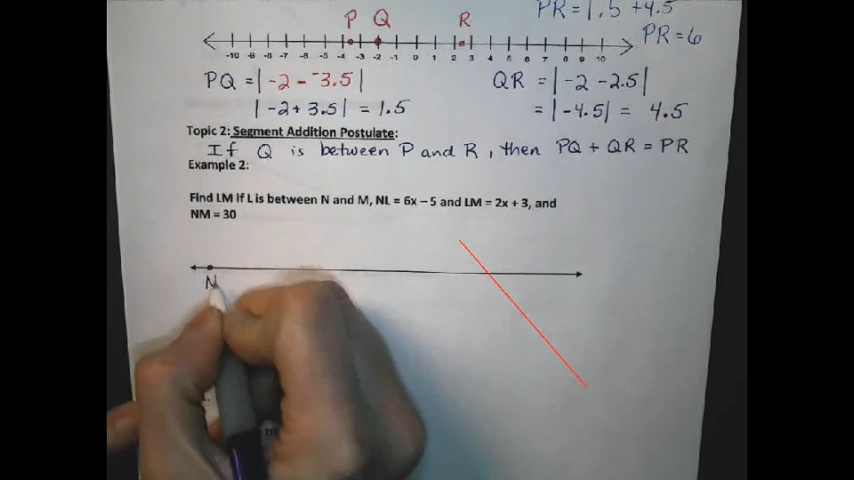 PR = |1.5 + 4.5
P Q R
PR = 6
-10 -9 -8 -7 -6 -5 -4 -3 -2 -1 0 1 2 3 4 5 6 7 8 9 10
PQ = |-2 - -3.5| QR = |-2 - 2.5|
|-2 + 3.5| = 1.5 = |-4.5| = 4.5
Topic 2: Segment Addition Postulate:
If Q is between P and R, then PQ + QR = PR
Example 2:
Find LM if L is between N and M, NL = 6x – 5 and LM = 2x + 3, and
NM = 30
N